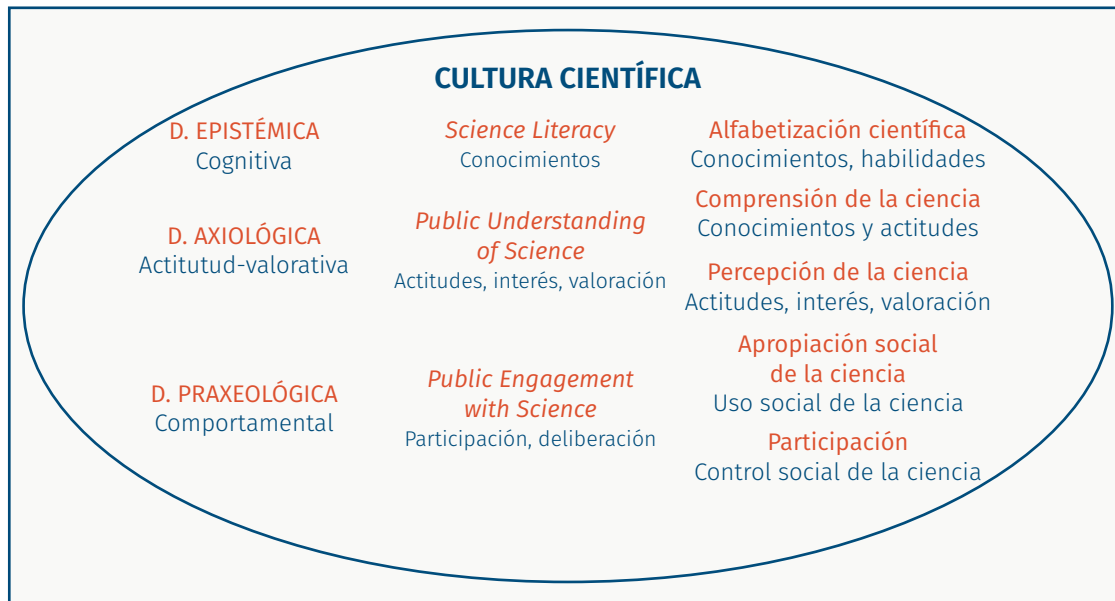 CULTURA CIENTÍFICA
D. EPISTÉMICA
Cognitiva
Science Literacy
Conocimientos
Alfabetización científica
Conocimientos, habilidades
Comprensión de la ciencia
Conocimientos y actitudes
D. AXIOLÓGICA
Actitutud-valorativa
Public Understanding
of Science
Actitudes, interés, valoración
Percepción de la ciencia
Actitudes, interés, valoración
Apropiación social
de la ciencia
Uso social de la ciencia
D. PRAXEOLÓGICA
Comportamental
Public Engagement
with Science
Participación, deliberación
Participación
Control social de la ciencia